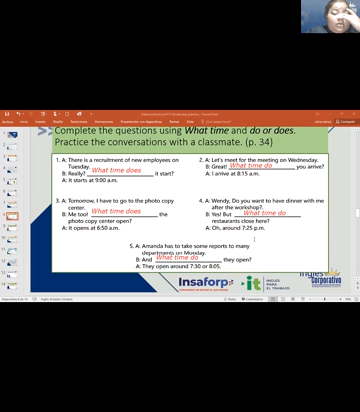 Complete the questions using What time and do or does.
Practice the conversations with a classmate. (p. 34)
1. A: There is a recruitment of new employees on
Tuesday.
B: Really? What time does it start?
A: It starts at 9:00 a.m.
2. A: Let's meet for the meeting on Wednesday.
B: Great! What time do you arrive?
A: I arrive at 8:15 a.m.
3. A: Tomorrow, I have to go to the photo copy
center.
B: Me too! What time does the
photo copy center open?
A: It opens at 6:50 a.m.
4. A: Wendy, Do you want to have dinner with me
after the workshop?.
B: Yes! But What time do
restaurants close here?
A: Oh, around 7:25 p.m.
5. A: Amanda has to take some reports to many
departments on Monday.
B: And What time do they open?
A: They open around 7:30 or 8:05.
Insaforp
it
INGLÉS
PARA
EL TRABAJO
Inglés
corporativo